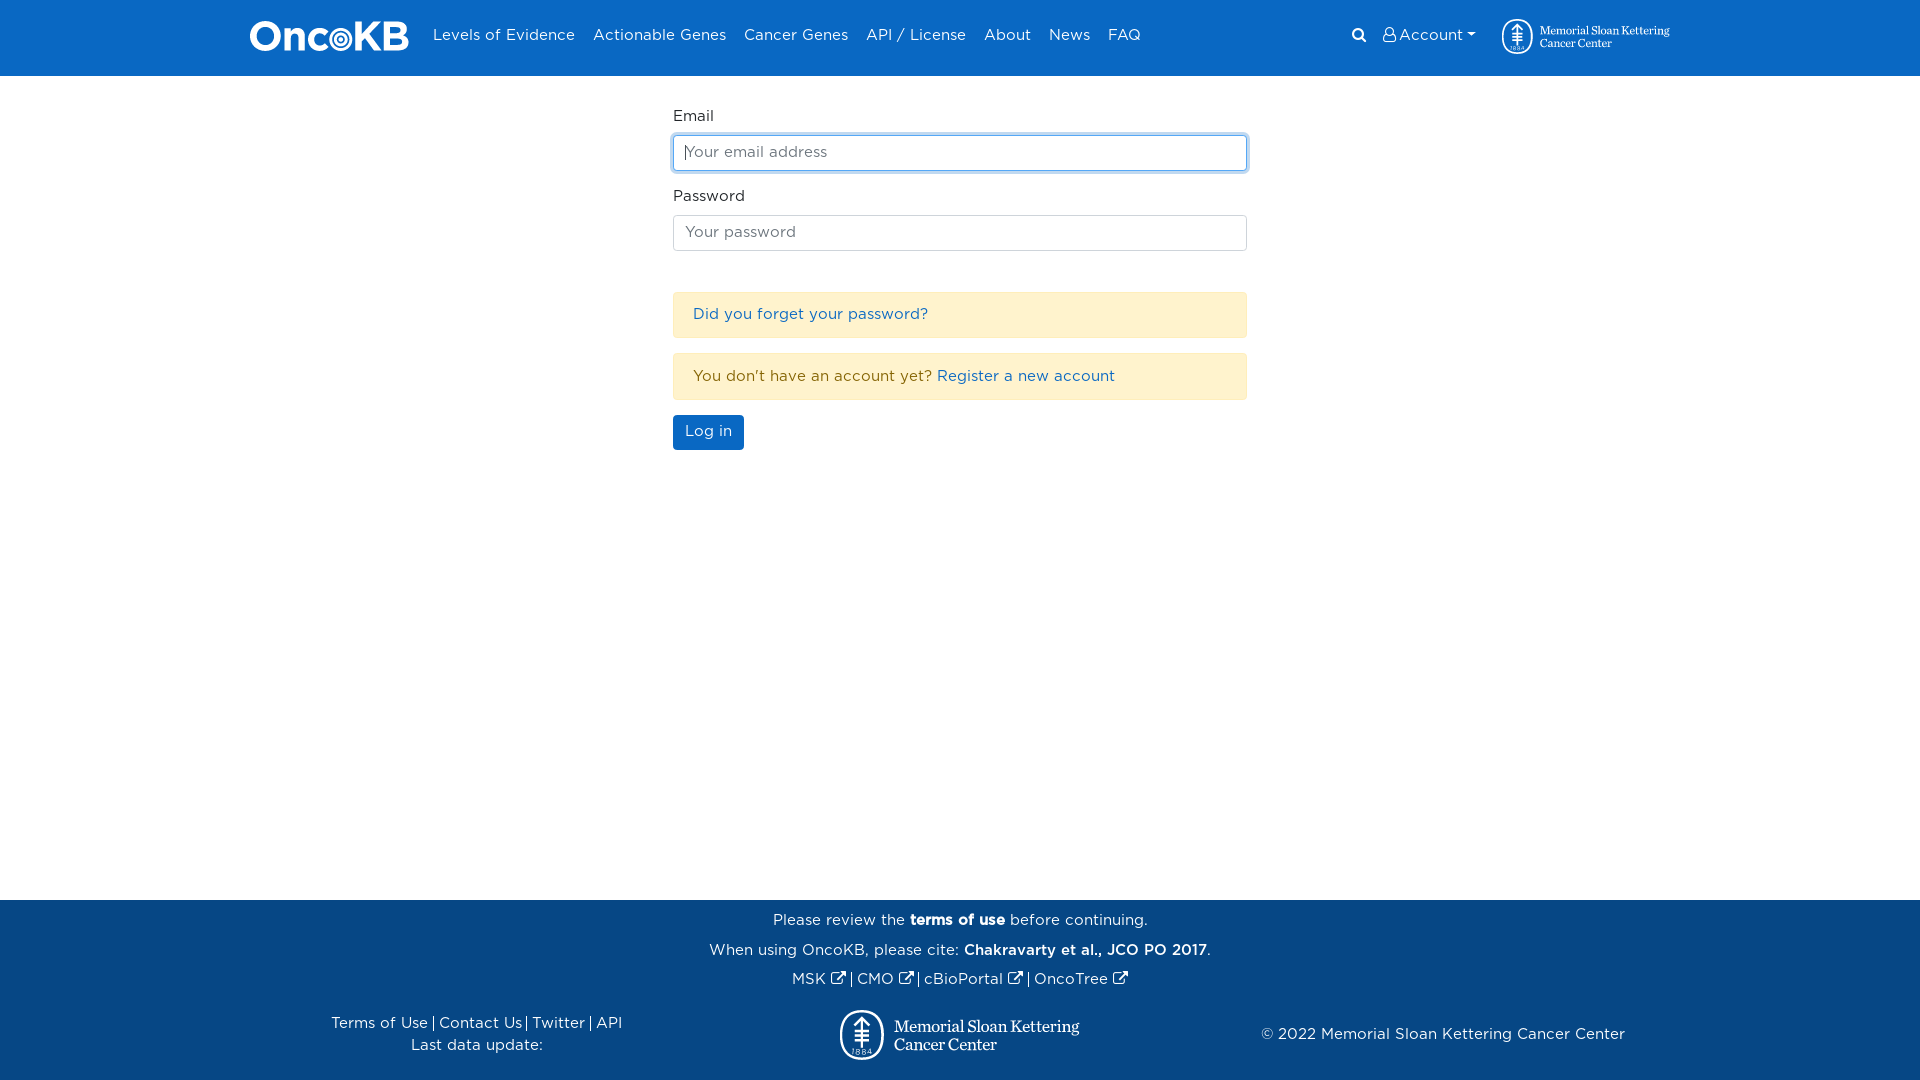 OncoKB Levels of Evidence Actionable Genes Cancer Genes API / License About News FAQ Account Memorial Sloan Kettering Cancer Center 1884
Email
Your email address
Password
Your password
Did you forget your password?
You don't have an account yet? Register a new account
Log in
Please review the terms of use before continuing.
When using OncoKB, please cite: Chakravarty et al., JCO PO 2017.
MSK | CMO | cBioPortal | OncoTree
Terms of Use | Contact Us | Twitter | API
Last data update:
1884
Memorial Sloan Kettering
Cancer Center
© 2022 Memorial Sloan Kettering Cancer Center